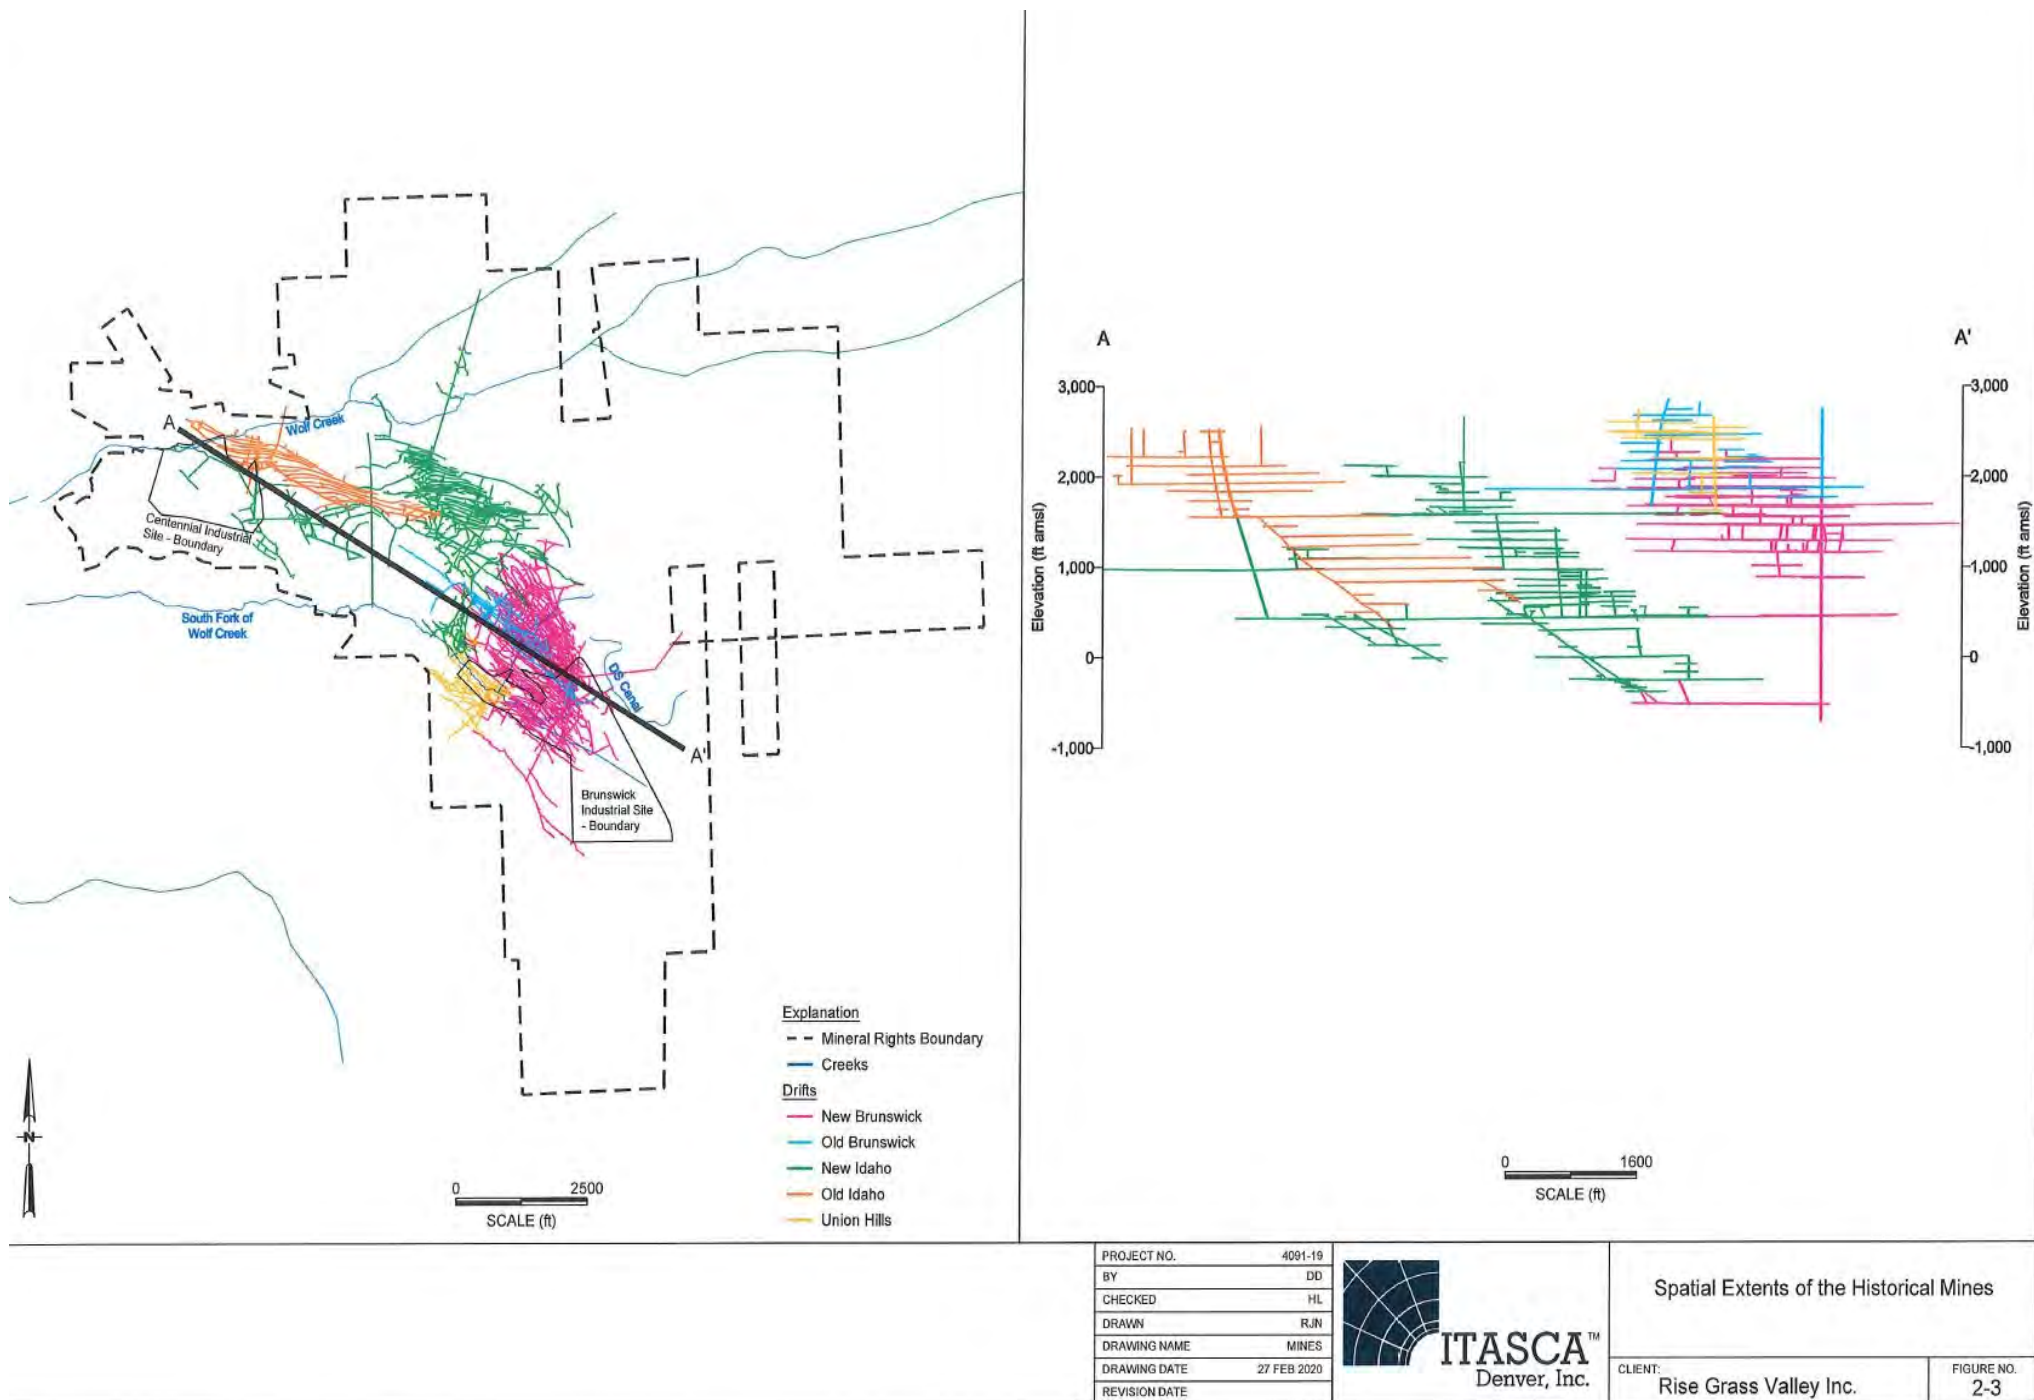 A
Wolf Creek
Centennial Industrial
Site - Boundary
South Fork of
Wolf Creek
DS Canal
A'
Brunswick
Industrial Site
- Boundary
N
0 2500
SCALE (ft)
Explanation
Mineral Rights Boundary
Creeks
Drifts
New Brunswick
Old Brunswick
New Idaho
Old Idaho
Union Hills
A A'
3,000 3,000
2,000 2,000
1,000 1,000
0 0
-1,000 -1,000
Elevation (ft amsl)
Elevation (ft amsl)
0 1600
SCALE (ft)
PROJECT NO. 4091-19
BY DD
CHECKED HL
DRAWN RJN
DRAWING NAME MINES
DRAWING DATE 27 FEB 2020
REVISION DATE
ITASCA™
Denver, Inc.
Spatial Extents of the Historical Mines
CLIENT:
Rise Grass Valley Inc.
FIGURE NO.
2-3